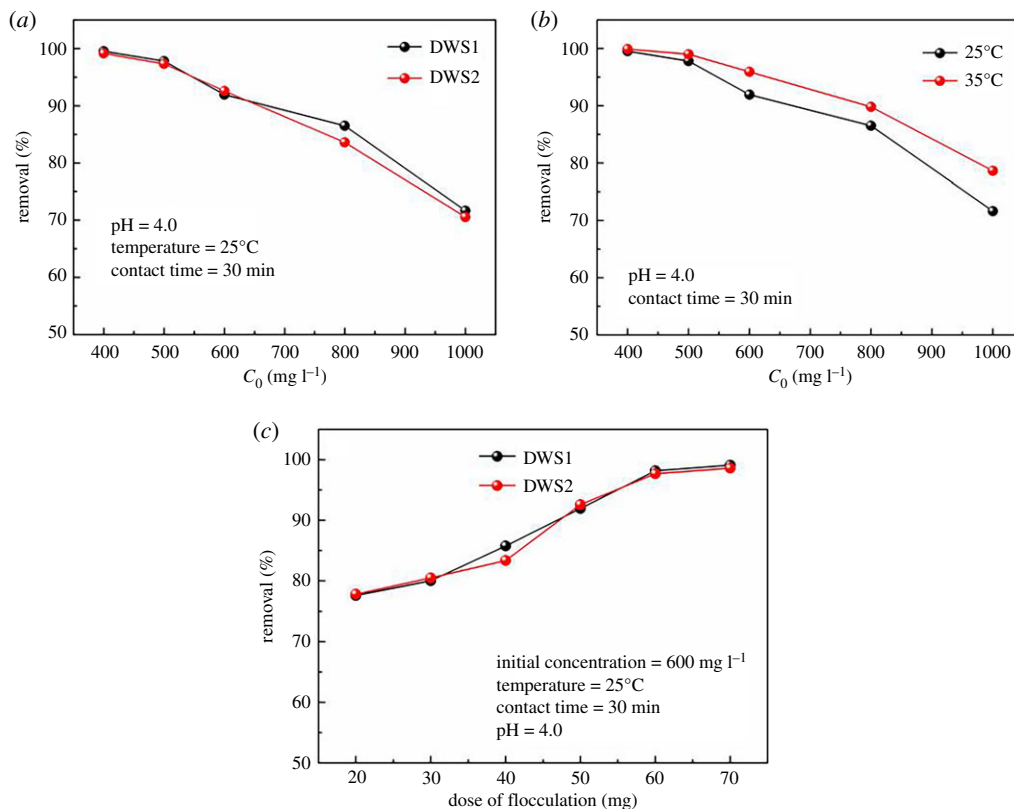 (a)
100
90
80
70
60
50
removal (%)
DWS1
DWS2
pH = 4.0
temperature = 25°C
contact time = 30 min
400 500 600 700 800 900 1000
C0 (mg l–1)
(b)
100
90
80
70
60
50
removal (%)
25°C
35°C
pH = 4.0
contact time = 30 min
400 500 600 700 800 900 1000
C0 (mg l–1)
(c)
100
90
80
70
60
50
removal (%)
DWS1
DWS2
initial concentration = 600 mg l–1
temperature = 25°C
contact time = 30 min
pH = 4.0
20 30 40 50 60 70
dose of flocculation (mg)